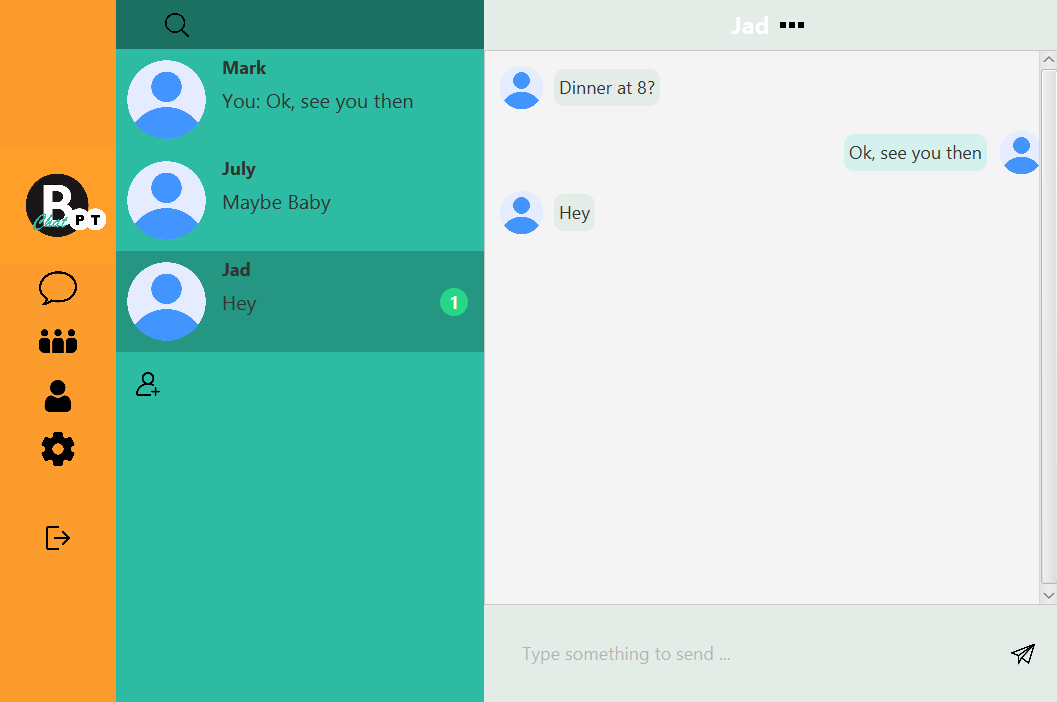 B
Chat
P T
Mark
You: Ok, see you then
July
Maybe Baby
Jad
Hey
1
Jad
Dinner at 8?
Ok, see you then
Hey
Type something to send ...